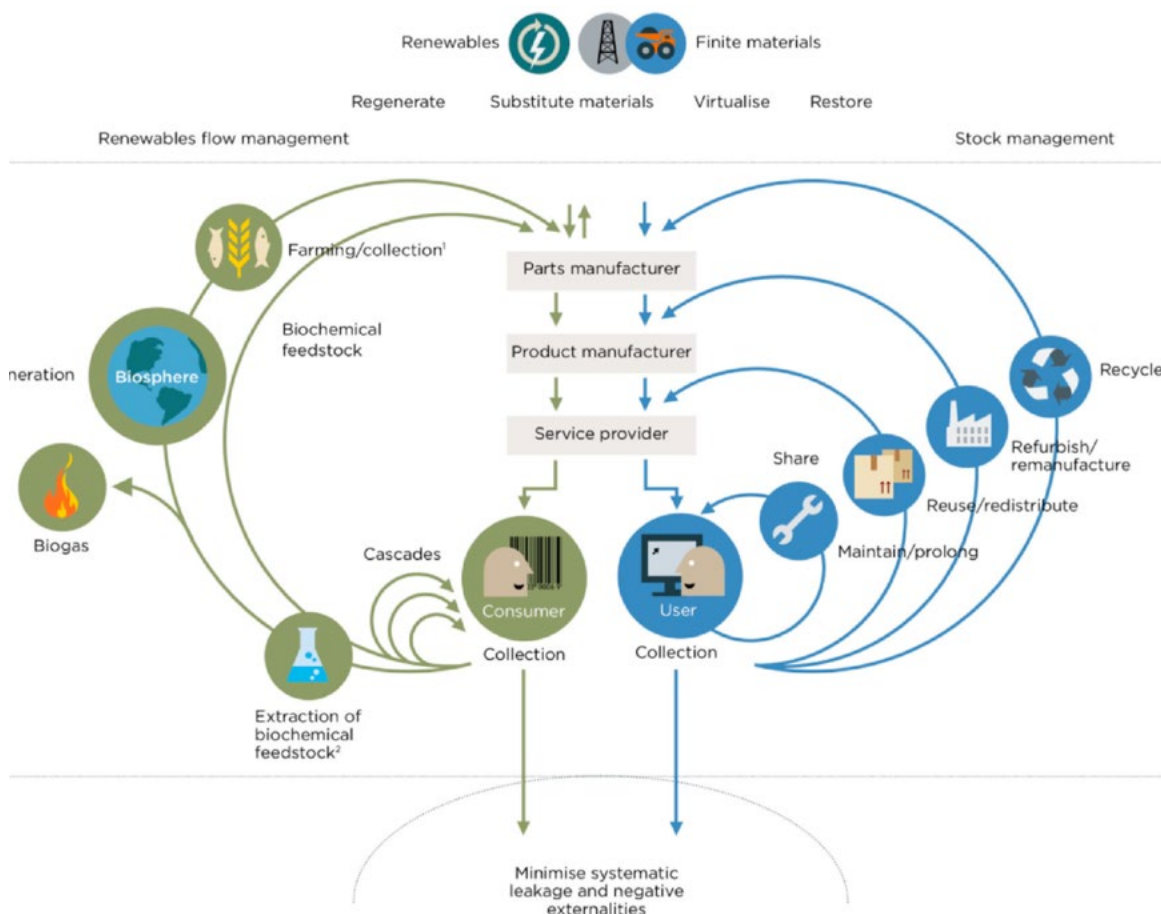 Renewables
Finite materials
Regenerate Substitute materials Virtualise Restore
Renewables flow management
Stock management
Farming/collection¹
Parts manufacturer
Biochemical
feedstock
Product manufacturer
neration
Biosphere
Recycle
Service provider
Share
Refurbish/
remanufacture
Reuse/redistribute
Biogas
Cascades
Maintain/prolong
Consumer
User
Collection
Collection
Extraction of
biochemical
feedstock²
Minimise systematic
leakage and negative
externalities